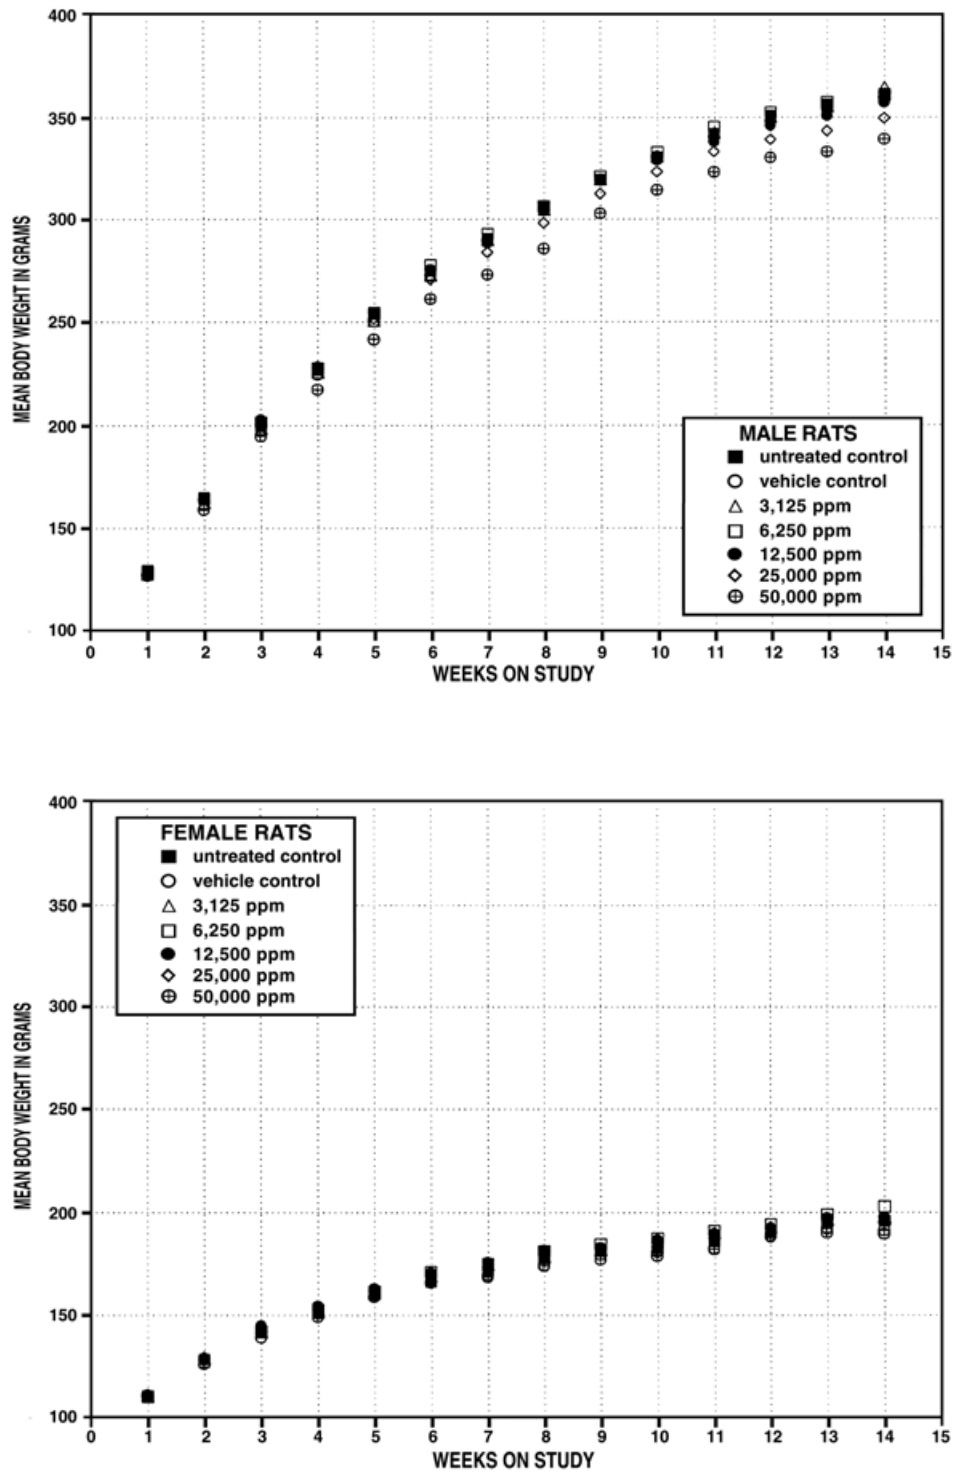 400
350
300
250
200
150
100
MEAN BODY WEIGHT IN GRAMS
MALE RATS
untreated control
vehicle control
3,125 ppm
6,250 ppm
12,500 ppm
25,000 ppm
50,000 ppm
0 1 2 3 4 5 6 7 8 9 10 11 12 13 14 15
WEEKS ON STUDY
400
350
300
250
200
150
100
MEAN BODY WEIGHT IN GRAMS
FEMALE RATS
untreated control
vehicle control
3,125 ppm
6,250 ppm
12,500 ppm
25,000 ppm
50,000 ppm
0 1 2 3 4 5 6 7 8 9 10 11 12 13 14 15
WEEKS ON STUDY